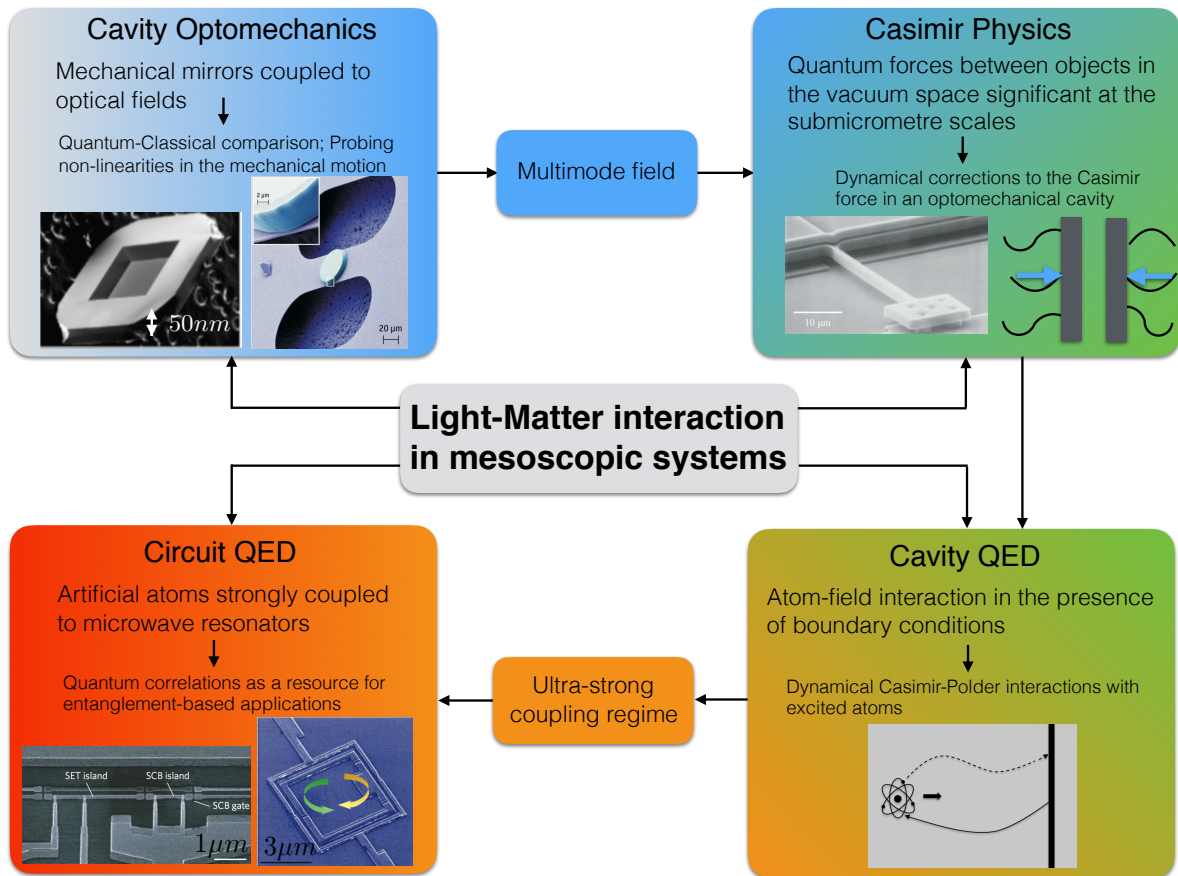 Cavity Optomechanics
Mechanical mirrors coupled to
optical fields
Quantum-Classical comparison; Probing
non-linearities in the mechanical motion
50nm
2 µm
20 µm
Multimode field
Casimir Physics
Quantum forces between objects in
the vacuum space significant at the
submicrometre scales
Dynamical corrections to the Casimir
force in an optomechanical cavity
10 µm
Light-Matter interaction
in mesoscopic systems
Circuit QED
Artificial atoms strongly coupled
to microwave resonators
Quantum correlations as a resource for
entanglement-based applications
SET island
SCB island
SCB gate
1µm
3µm
Ultra-strong
coupling regime
Cavity QED
Atom-field interaction in the presence
of boundary conditions
Dynamical Casimir-Polder interactions with
excited atoms